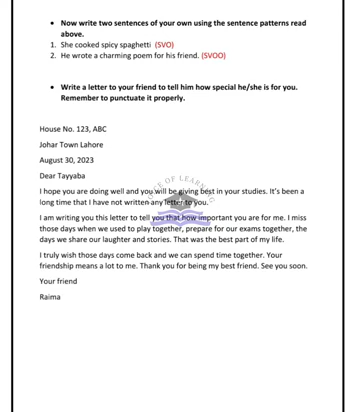 • Now write two sentences of your own using the sentence patterns read
above.
1. She cooked spicy spaghetti (SVO)
2. He wrote a charming poem for his friend. (SVOO)
• Write a letter to your friend to tell him how special he/she is for you.
Remember to punctuate it properly.
House No. 123, ABC
Johar Town Lahore
August 30, 2023
Dear Tayyaba
I hope you are doing well and you will be giving best in your studies. It's been a
long time that I have not written any letter to you.
I am writing you this letter to tell you that how important you are for me. I miss
those days when we used to play together, prepare for our exams together, the
days we share our laughter and stories. That was the best part of my life.
I truly wish those days come back and we can spend time together. Your
friendship means a lot to me. Thank you for being my best friend. See you soon.
Your friend
Raima